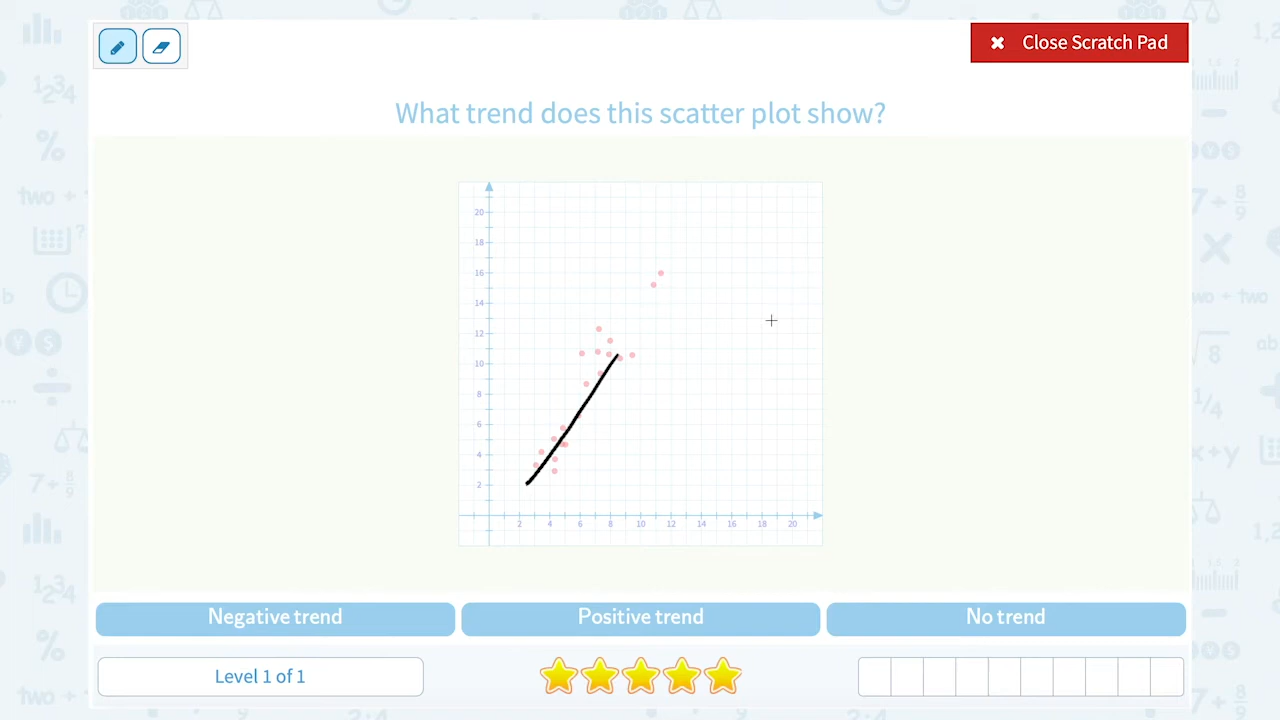 Close Scratch Pad
What trend does this scatter plot show?
20
18
16
14
12
10
8
6
4
2
2 4 6 8 10 12 14 16 18 20
Negative trend Positive trend No trend
Level 1 of 1